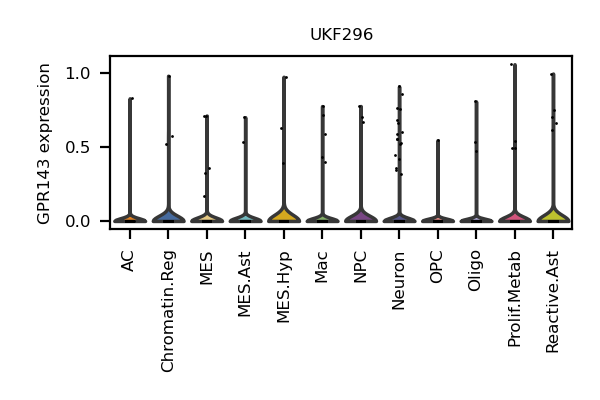 UKF296
GPR143 expression
1.0
0.5
0.0
AC
Chromatin.Reg
MES
MES.Ast
MES.Hyp
Mac
NPC
Neuron
OPC
Oligo
Prolif.Metab
Reactive.Ast